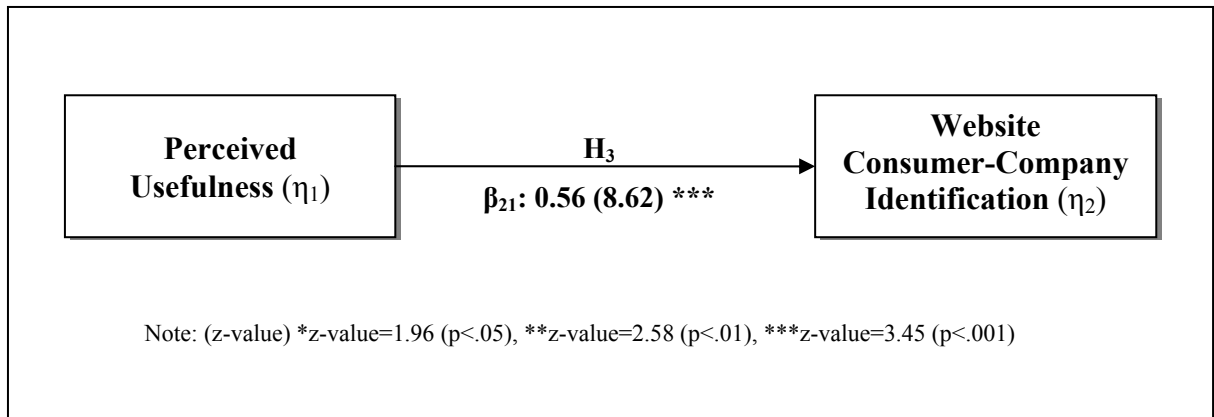 Perceived
Usefulness (η₁)
H₃
β₂₁: 0.56 (8.62) ***
Website
Consumer-Company
Identification (η₂)
Note: (z-value) *z-value=1.96 (p<.05), **z-value=2.58 (p<.01), ***z-value=3.45 (p<.001)